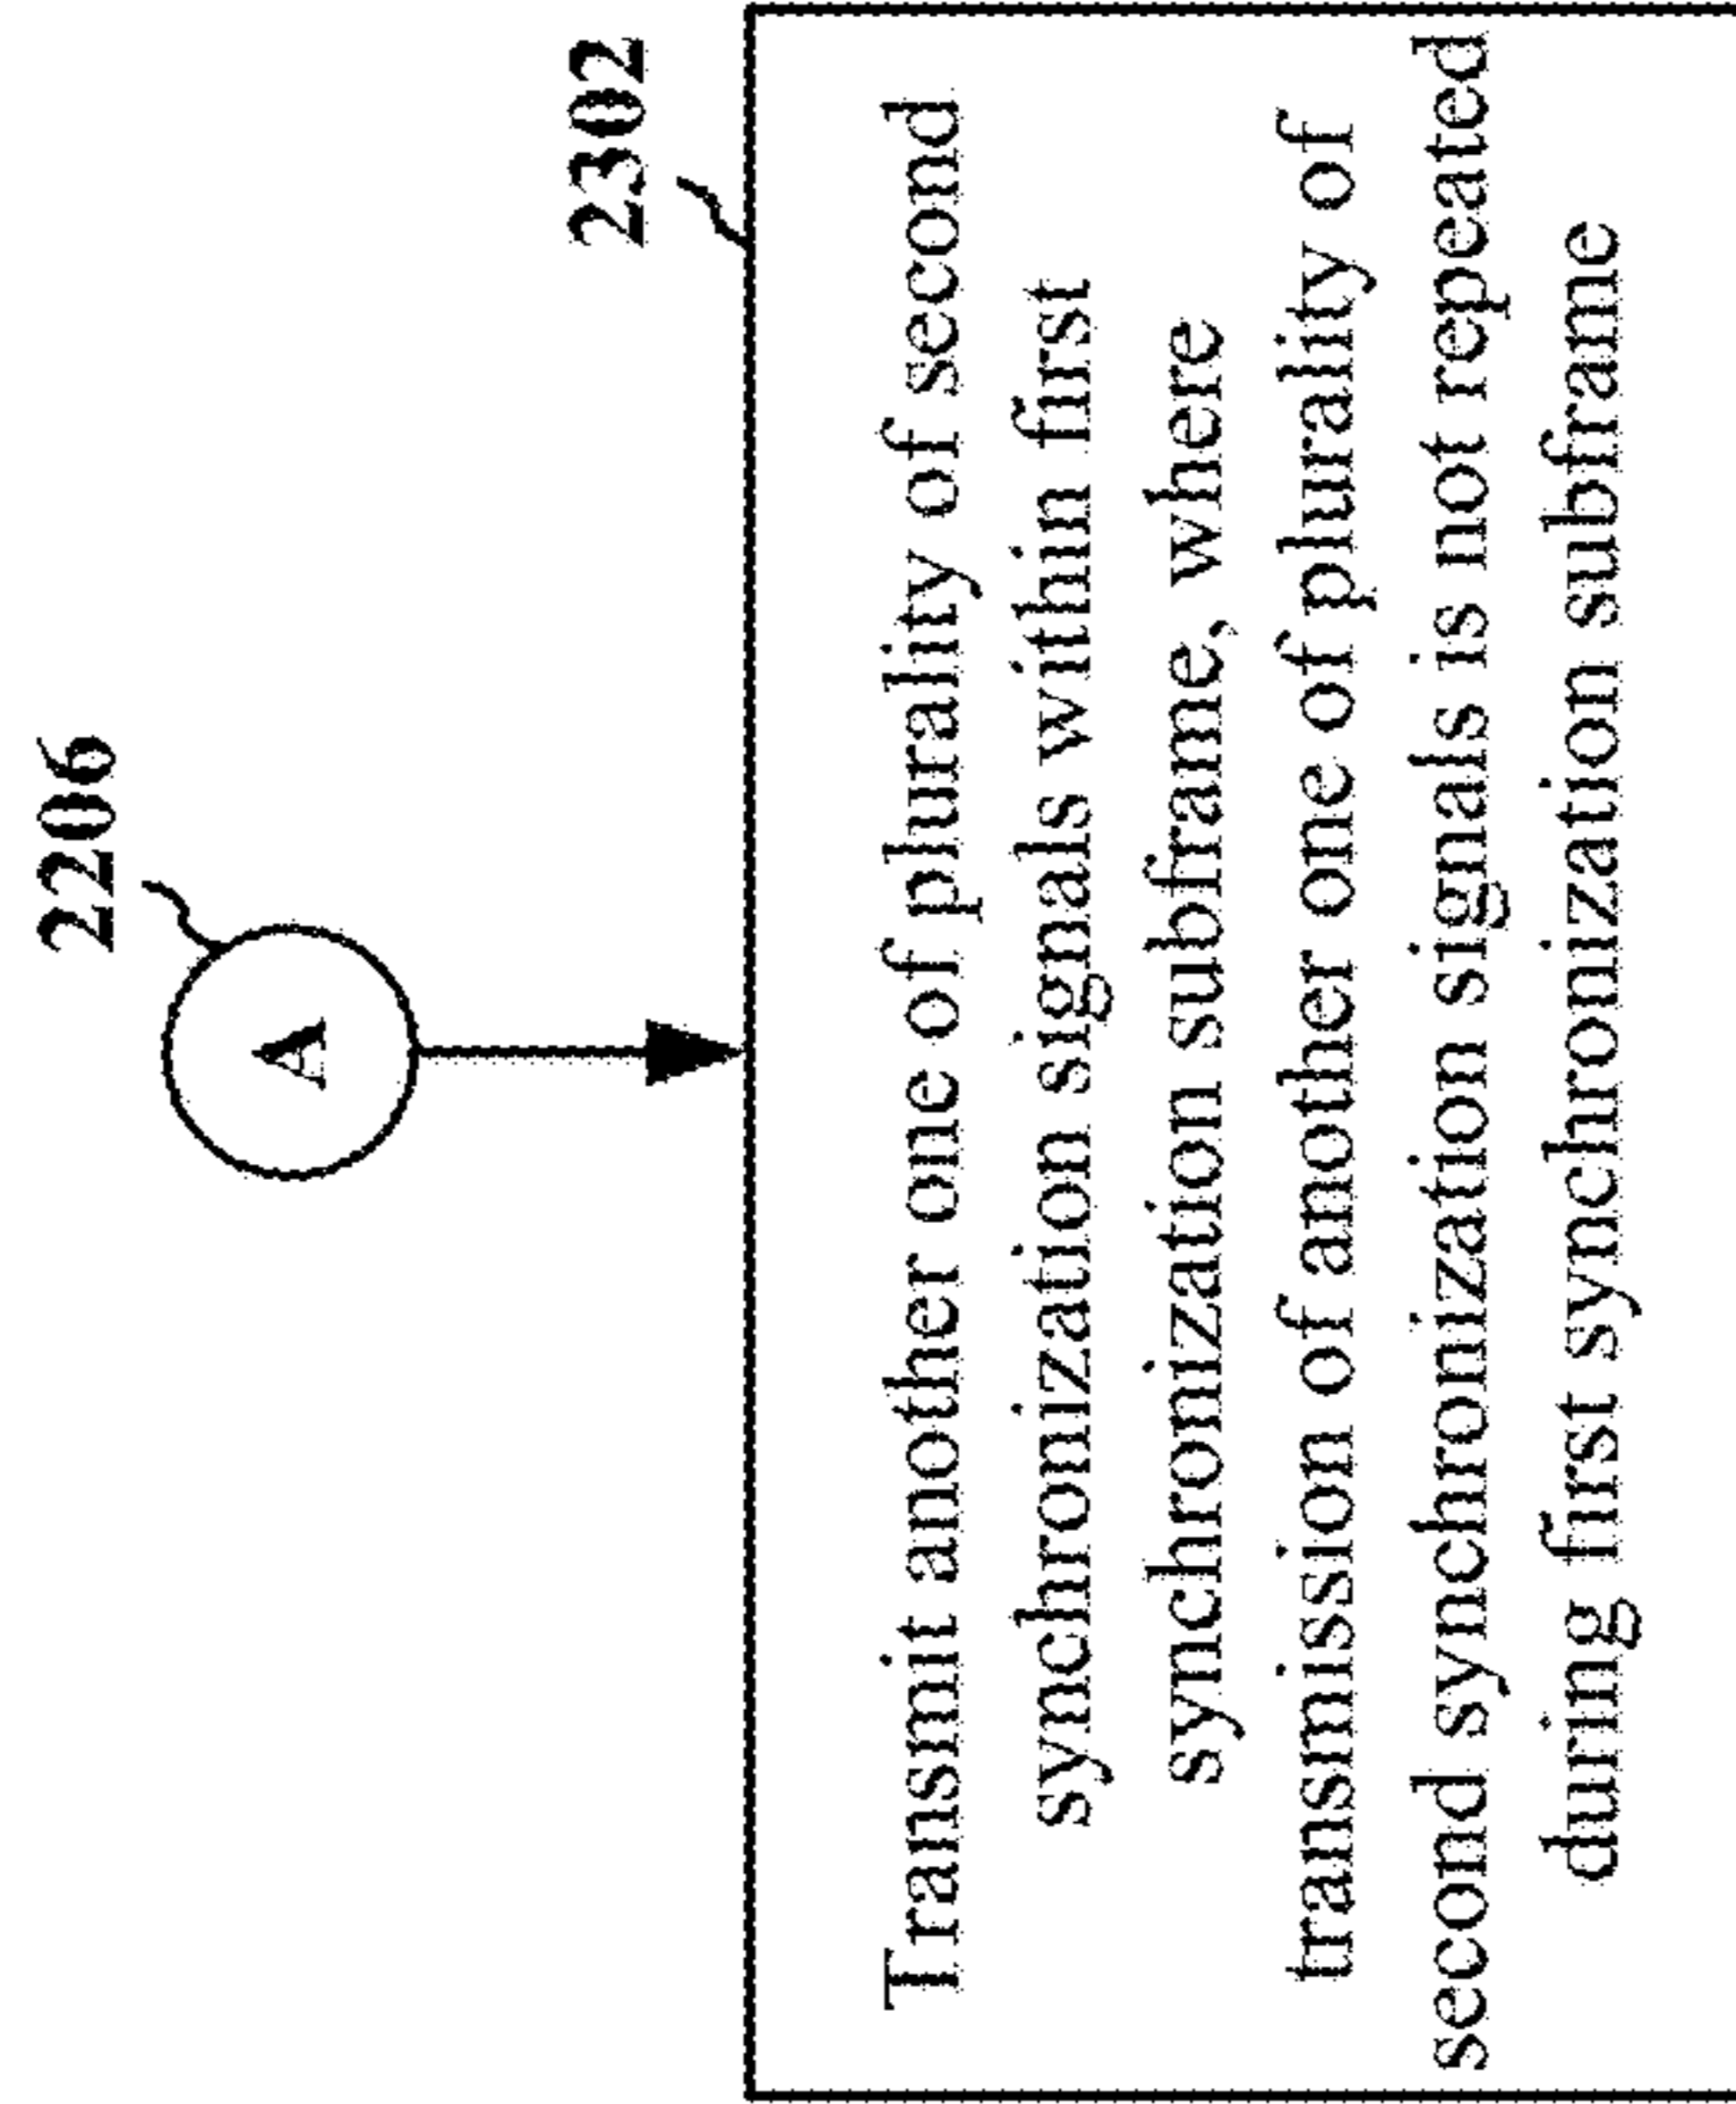 2206
A
2302
Transmit another one of plurality of second
synchronization signals within first
synchronization subframe, where
transmission of another one of plurality of
second synchronization signals is not repeated
during first synchronization subframe